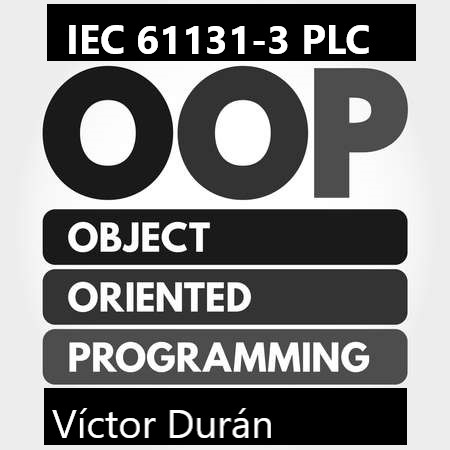 IEC 61131-3 PLC
OOP
OBJECT
ORIENTED
PROGRAMMING
Víctor Durán